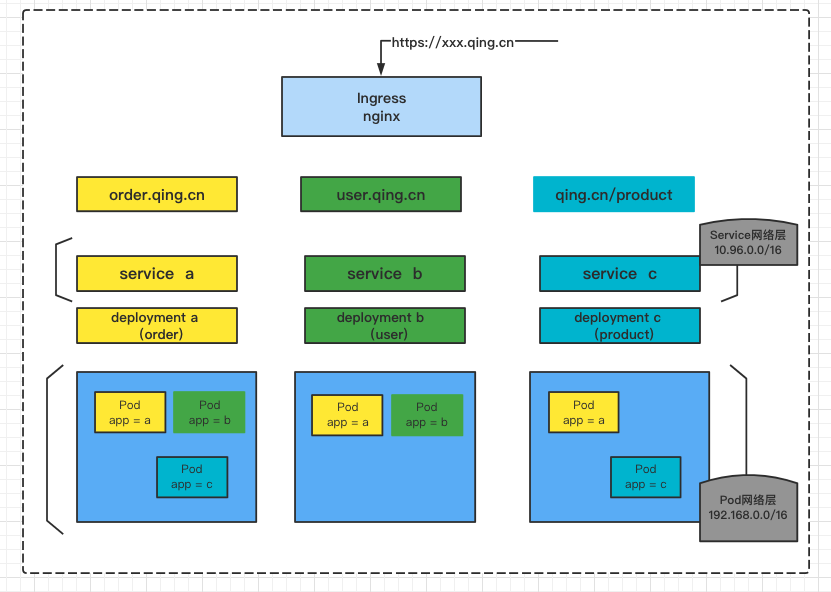 https://xxx.qing.cn
Ingress
nginx
order.qing.cn
user.qing.cn
qing.cn/product
Service网络层
10.96.0.0/16
service a
service b
service c
deployment a
(order)
deployment b
(user)
deployment c
(product)
Pod
app = a
Pod
app = b
Pod
app = c
Pod
app = a
Pod
app = b
Pod
app = a
Pod
app = c
Pod网络层
192.168.0.0/16